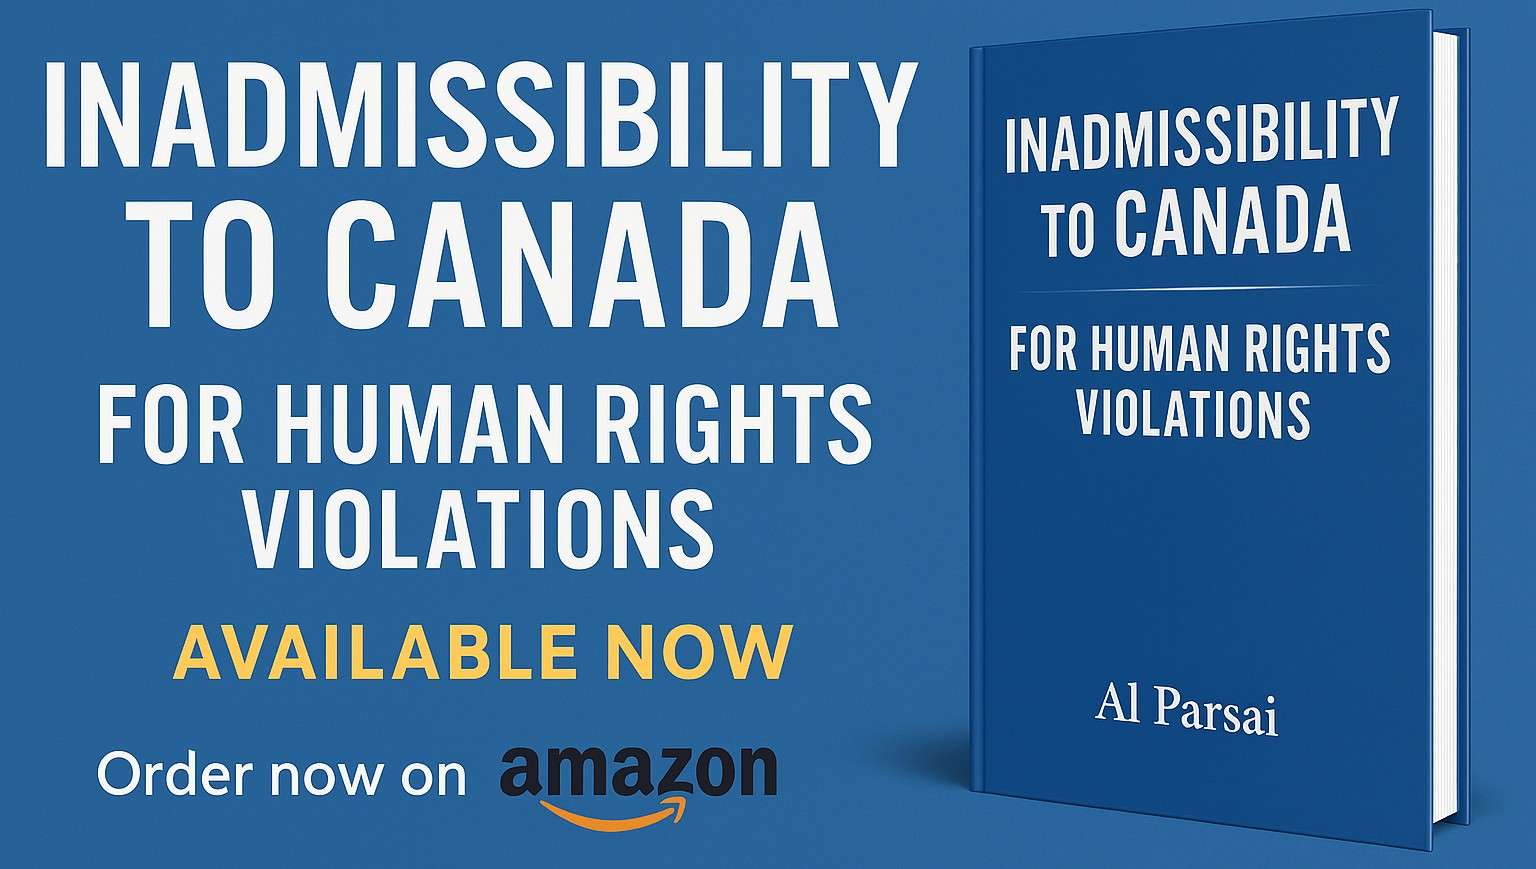 INADMISSIBILITY
TO CANADA
FOR HUMAN RIGHTS
VIOLATIONS
AVAILABLE NOW
Order now on amazon
INADMISSIBILITY
TO CANADA
FOR HUMAN RIGHTS
VIOLATIONS
Al Parsai